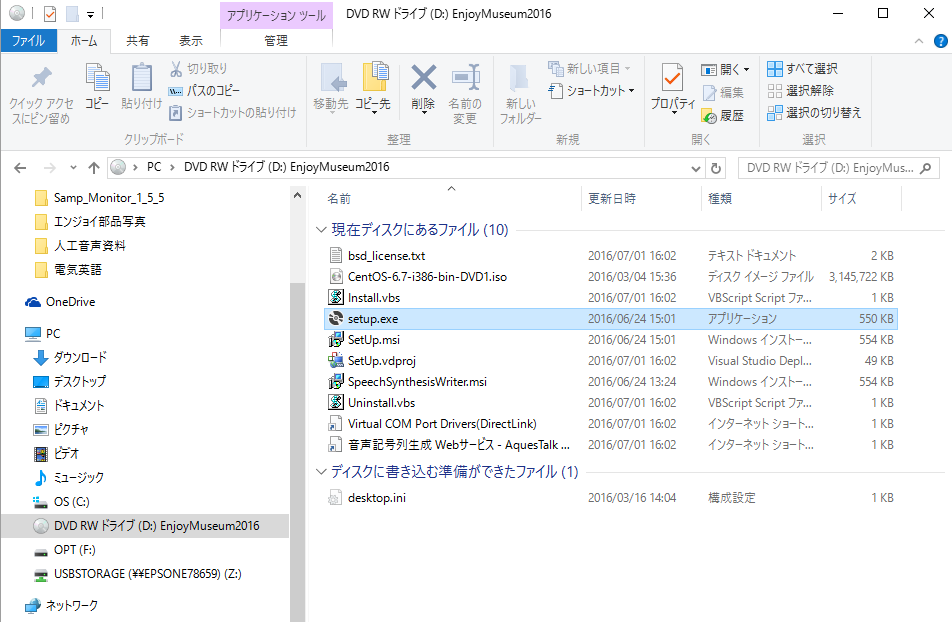 アプリケーション ツール
DVD RW ドライブ (D:) EnjoyMuseum2016
ファイル
ホーム
共有
表示
管理
クイック アクセスにピン留め
コピー
貼り付け
切り取り
パスのコピー
ショートカットの貼り付け
クリップボード
移動先
コピー先
削除
名前の変更
整理
新しいフォルダー
新しい項目
ショートカット
新規
プロパティ
開く
編集
履歴
開く
すべて選択
選択解除
選択の切り替え
選択
PC > DVD RW ドライブ (D:) EnjoyMuseum2016
DVD RW ドライブ (D:) EnjoyMus...
Samp_Monitor_1_5_5
エンジョイ部品写真
人工音声資料
電気英語
OneDrive
PC
ダウンロード
デスクトップ
ドキュメント
ピクチャ
ビデオ
ミュージック
OS (C:)
DVD RW ドライブ (D:) EnjoyMuseum2016
OPT (F:)
USBSTORAGE (¥¥EPSONE78659) (Z:)
ネットワーク
名前 更新日時 種類 サイズ
現在ディスクにあるファイル (10)
bsd_license.txt 2016/07/01 16:02 テキスト ドキュメント 2 KB
CentOS-6.7-i386-bin-DVD1.iso 2016/03/04 15:36 ディスク イメージ ファイル 3,145,722 KB
Install.vbs 2016/07/01 16:02 VBScript Script ファ... 1 KB
setup.exe 2016/06/24 15:01 アプリケーション 550 KB
SetUp.msi 2016/06/24 15:01 Windows インストー... 554 KB
SetUp.vdproj 2016/07/01 16:02 Visual Studio Depl... 49 KB
SpeechSynthesisWriter.msi 2016/06/24 13:24 Windows インストー... 554 KB
Uninstall.vbs 2016/07/01 16:02 VBScript Script ファ... 1 KB
Virtual COM Port Drivers(DirectLink) 2016/07/01 16:02 インターネット ショート... 1 KB
音声記号列生成 Webサービス - AquesTalk ... 2016/07/01 16:02 インターネット ショート... 1 KB
ディスクに書き込む準備ができたファイル (1)
desktop.ini 2016/03/16 14:04 構成設定 1 KB